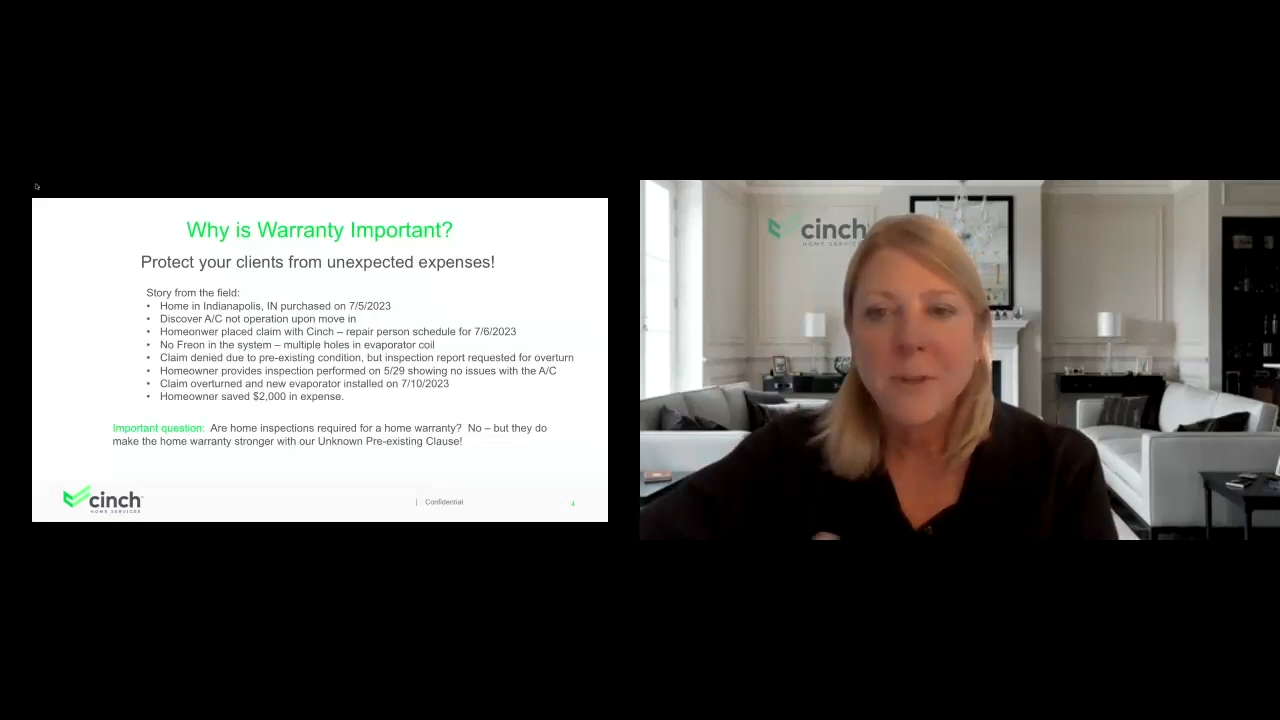 Why is Warranty Important?
Protect your clients from unexpected expenses!
Story from the field:
• Home in Indianapolis, IN purchased on 7/5/2023
• Discover A/C not operation upon move in
• Homeonwer placed claim with Cinch – repair person schedule for 7/6/2023
• No Freon in the system – multiple holes in evaporator coil
• Claim denied due to pre-existing condition, but inspection report requested for overturn
• Homeowner provides inspection performed on 5/29 showing no issues with the A/C
• Claim overturned and new evaporator installed on 7/10/2023
• Homeowner saved $2,000 in expense.
Important question: Are home inspections required for a home warranty? No – but they do
make the home warranty stronger with our Unknown Pre-existing Clause!
cinch
HOME SERVICES
| Confidential
4
cinch
HOME SERVIC